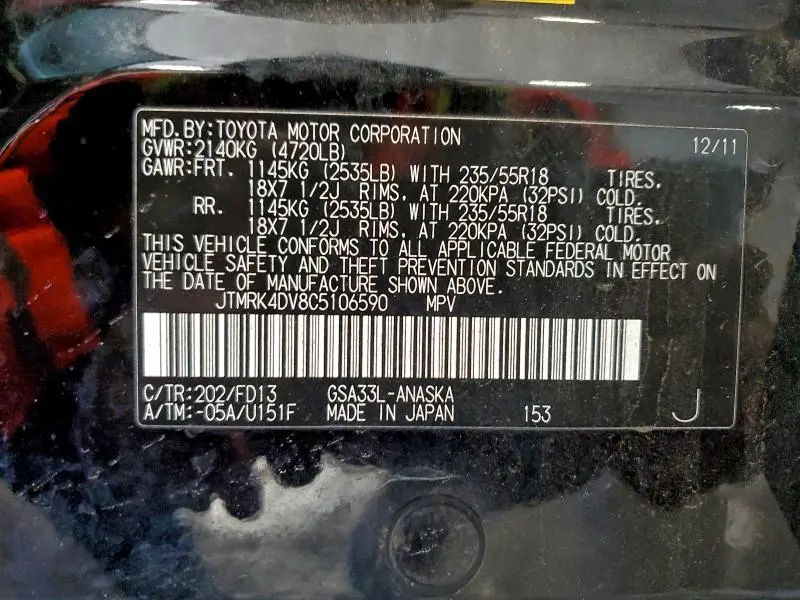 MFD.BY:TOYOTA MOTOR CORPORATION 12/11
GVWR:2140KG (4720LB)
GAWR:FRT. 1145KG (2535LB) WITH 235/55R18 TIRES,
18X7 1/2J RIMS, AT 220KPA (32PSI) COLD.
RR. 1145KG (2535LB) WITH 235/55R18 TIRES,
18X7 1/2J RIMS, AT 220KPA (32PSI) COLD.
THIS VEHICLE CONFORMS TO ALL APPLICABLE FEDERAL MOTOR
VEHICLE SAFETY AND THEFT PREVENTION STANDARDS IN EFFECT ON
THE DATE OF MANUFACTURE SHOWN ABOVE.
JTMRK4DV8C5106590 MPV
C/TR:202/FD13 GSA33L-ANASKA
A/TM:-05A/U151F MADE IN JAPAN 153 J